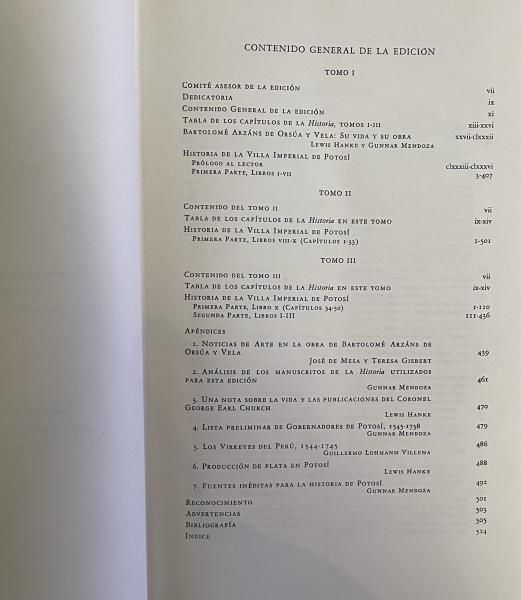 CONTENIDO GENERAL DE LA EDICIÓN
TOMO I
COMITÉ ASESOR DE LA EDICIÓN vii
DEDICATORIA ix
CONTENIDO GENERAL DE LA EDICIÓN xi
TABLA DE LOS CAPÍTULOS DE LA Historia, TOMOS I-III xiii-xxvi
BARTOLOMÉ ARZÁNS DE ORSÚA Y VELA: SU VIDA Y SU OBRA xxvii-clxxxii
LEWIS HANKE Y GUNNAR MENDOZA
HISTORIA DE LA VILLA IMPERIAL DE POTOSÍ
PRÓLOGO AL LECTOR clxxxiii-clxxxvi
PRIMERA PARTE, LIBROS I-VII 3-407
TOMO II
CONTENIDO DEL TOMO II vii
TABLA DE LOS CAPÍTULOS DE LA Historia EN ESTE TOMO ix-xiv
HISTORIA DE LA VILLA IMPERIAL DE POTOSÍ
PRIMERA PARTE, LIBROS VIII-X (CAPÍTULOS 1-33) 1-501
TOMO III
CONTENIDO DEL TOMO III vii
TABLA DE LOS CAPÍTULOS DE LA Historia EN ESTE TOMO ix-xiv
HISTORIA DE LA VILLA IMPERIAL DE POTOSÍ
PRIMERA PARTE, LIBRO X (CAPÍTULOS 34-50) 1-110
SEGUNDA PARTE, LIBROS I-III 111-436
APÉNDICES
1. NOTICIAS DE ARTE EN LA OBRA DE BARTOLOMÉ ARZÁNS DE
ORSÚA Y VELA 439
JOSÉ DE MESA Y TERESA GISBERT
2. ANÁLISIS DE LOS MANUSCRITOS DE LA Historia UTILIZADOS
PARA ESTA EDICIÓN 461
GUNNAR MENDOZA
3. UNA NOTA SOBRE LA VIDA Y LAS PUBLICACIONES DEL CORONEL
GEORGE EARL CHURCH 470
LEWIS HANKE
4. LISTA PRELIMINAR DE GOBERNADORES DE POTOSÍ, 1545-1738 479
GUNNAR MENDOZA
5. LOS VIRREYES DEL PERÚ, 1544-1745 486
GUILLERMO LOHMANN VILLENA
6. PRODUCCIÓN DE PLATA EN POTOSÍ 488
LEWIS HANKE
7. FUENTES INÉDITAS PARA LA HISTORIA DE POTOSÍ 492
GUNNAR MENDOZA
RECONOCIMIENTO 501
ADVERTENCIAS 503
BIBLIOGRAFÍA 505
ÍNDICE 524